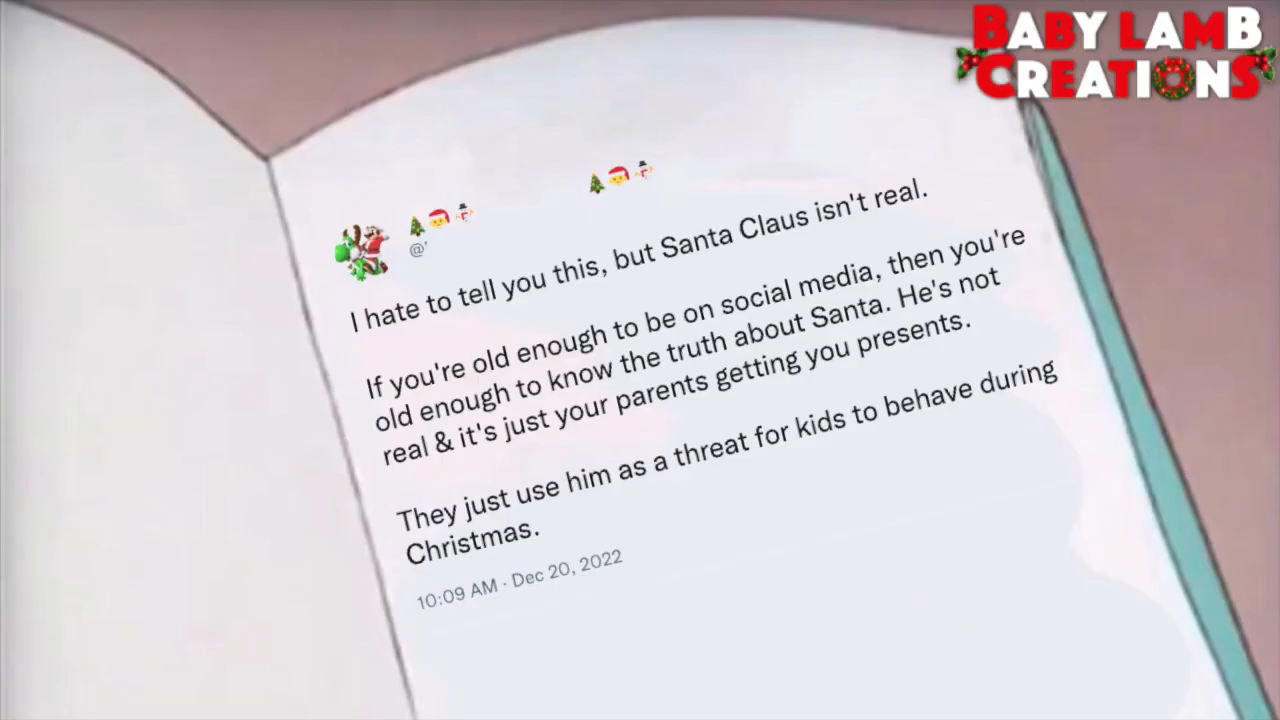 BABY LAMB
CREATIONS
🎄🎅⛄
🎄🎅⛄
@'
I hate to tell you this, but Santa Claus isn't real.
If you're old enough to be on social media, then you're
old enough to know the truth about Santa. He's not
real & it's just your parents getting you presents.
They just use him as a threat for kids to behave during
Christmas.
10:09 AM · Dec 20, 2022